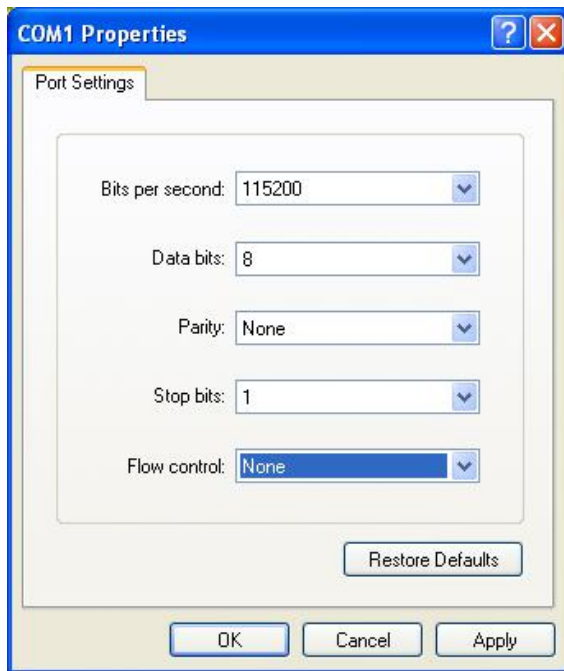 COM1 Properties
Port Settings
Bits per second: 115200
Data bits: 8
Parity: None
Stop bits: 1
Flow control: None
Restore Defaults
OK Cancel Apply